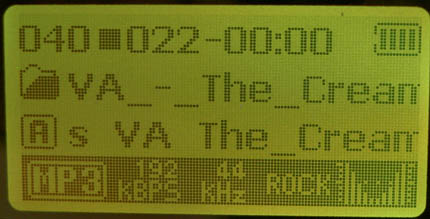 040 022-00:00
VA_-_The_Cream
A s VA The_Cream
MP3 192 KBPS 44 KHz ROCK